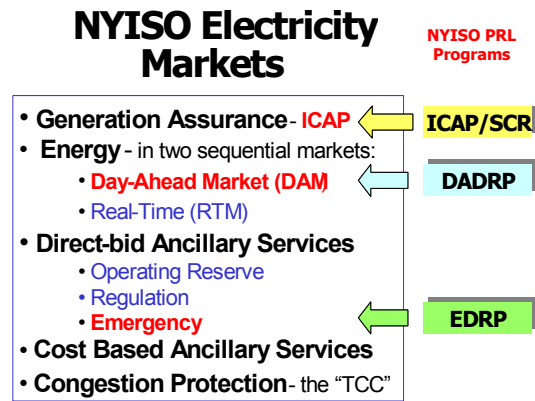 NYISO Electricity
Markets
NYISO PRL
Programs
• Generation Assurance - ICAP
ICAP/SCR
• Energy - in two sequential markets:
• Day-Ahead Market (DAM)
DADRP
• Real-Time (RTM)
• Direct-bid Ancillary Services
• Operating Reserve
• Regulation
• Emergency
EDRP
• Cost Based Ancillary Services
• Congestion Protection - the “TCC”